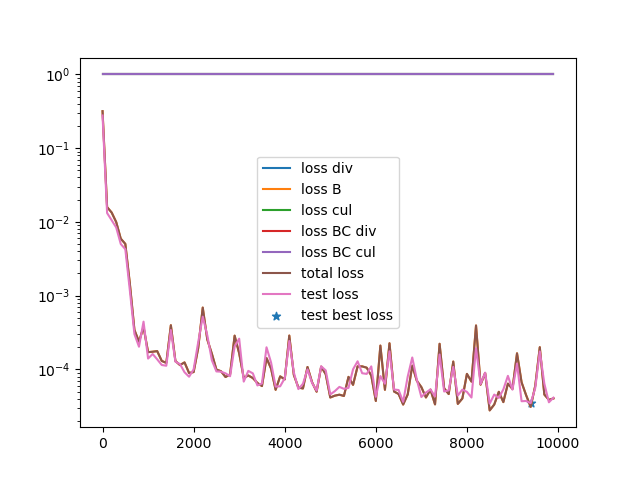 10⁰
10⁻¹
10⁻²
10⁻³
10⁻⁴
loss div
loss B
loss cul
loss BC div
loss BC cul
total loss
test loss
test best loss
0 2000 4000 6000 8000 10000